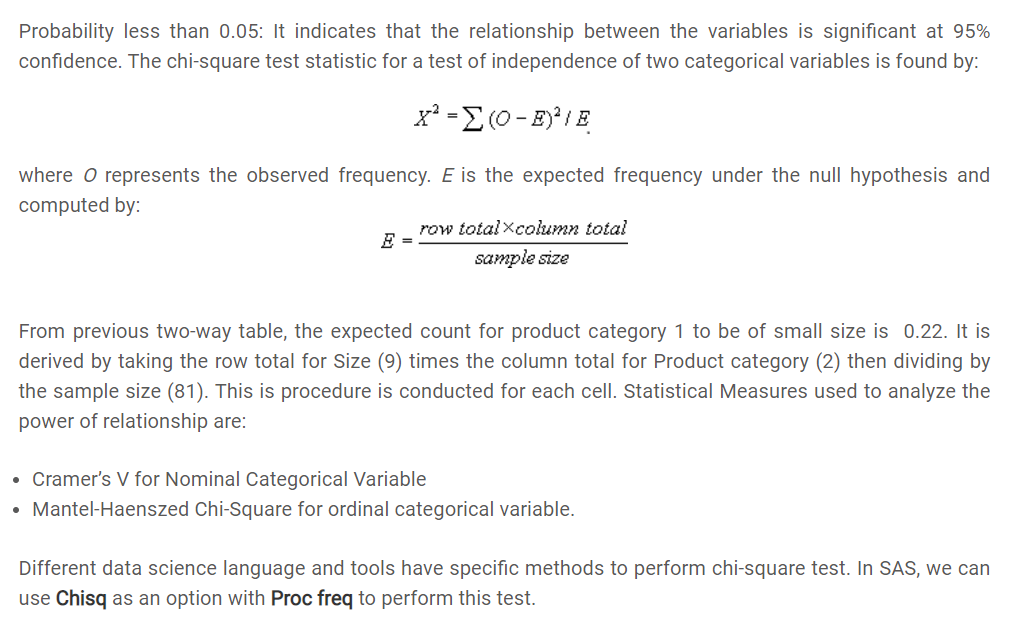 Probability less than 0.05: It indicates that the relationship between the variables is significant at 95%
confidence. The chi-square test statistic for a test of independence of two categorical variables is found by:
X² = ∑ (O – E)² / E
where O represents the observed frequency. E is the expected frequency under the null hypothesis and
computed by:
E = row total × column total
sample size
From previous two-way table, the expected count for product category 1 to be of small size is 0.22. It is
derived by taking the row total for Size (9) times the column total for Product category (2) then dividing by
the sample size (81). This is procedure is conducted for each cell. Statistical Measures used to analyze the
power of relationship are:
• Cramer's V for Nominal Categorical Variable
• Mantel-Haenszed Chi-Square for ordinal categorical variable.
Different data science language and tools have specific methods to perform chi-square test. In SAS, we can
use Chisq as an option with Proc freq to perform this test.